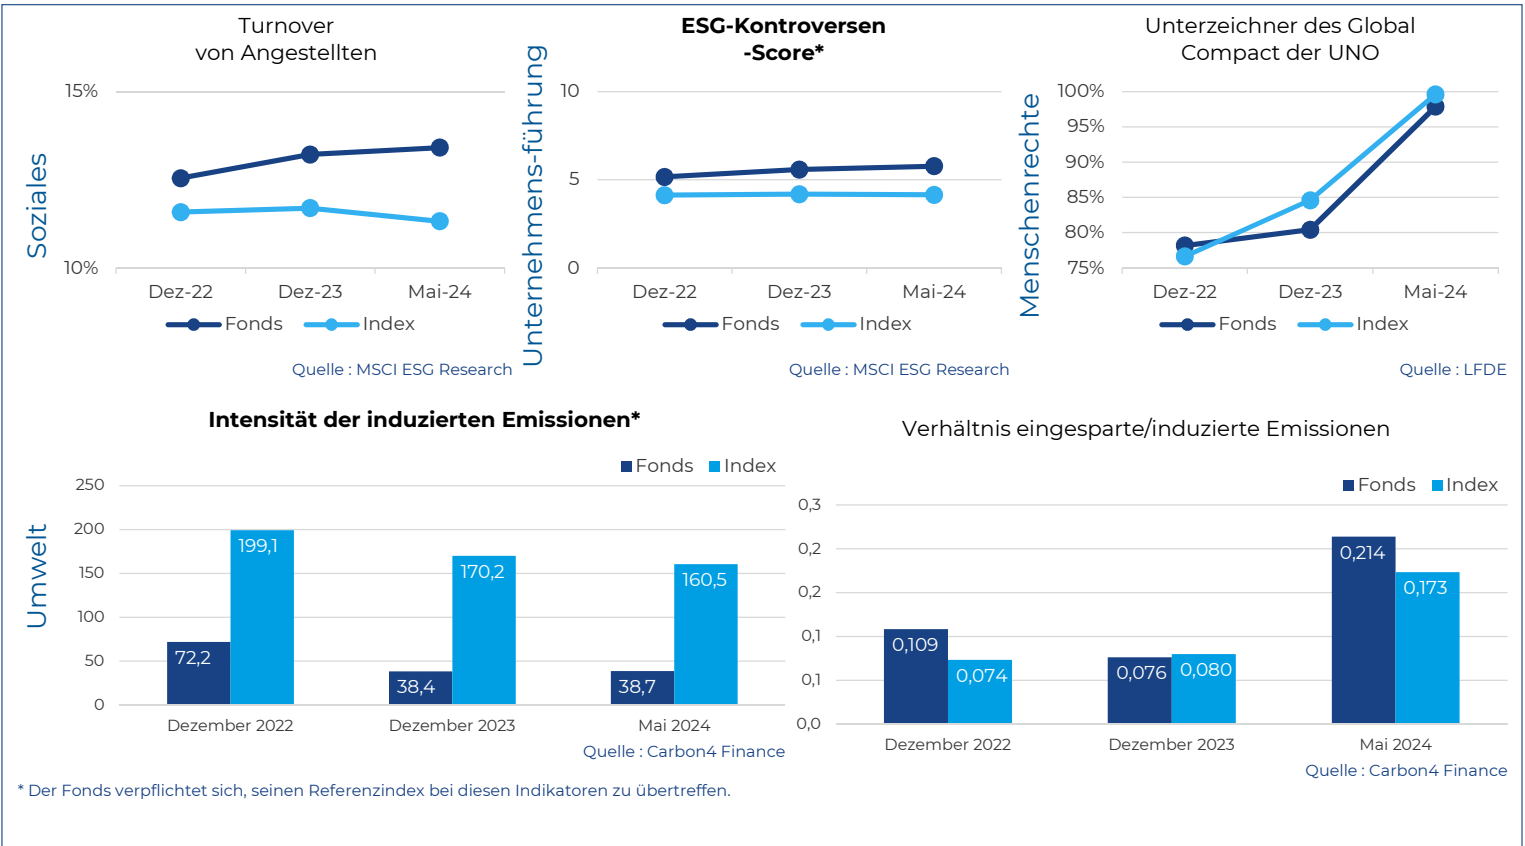 Turnover
von Angestellten
Soziales
15%
10%
Dez-22 Dez-23 Mai-24
Fonds Index
Quelle : MSCI ESG Research
ESG-Kontroversen
-Score*
Unternehmens-führung
10
5
0
Dez-22 Dez-23 Mai-24
Fonds Index
Quelle : MSCI ESG Research
Unterzeichner des Global
Compact der UNO
Menschenrechte
100%
95%
90%
85%
80%
75%
Dez-22 Dez-23 Mai-24
Fonds Index
Quelle : LFDE
Intensität der induzierten Emissionen*
Fonds Index
Umwelt
250
200
150
100
50
0
199,1
170,2
160,5
72,2
38,4
38,7
Dezember 2022 Dezember 2023 Mai 2024
Quelle : Carbon4 Finance
Verhältnis eingesparte/induzierte Emissionen
Fonds Index
0,3
0,2
0,2
0,1
0,1
0,0
0,109
0,074
0,076
0,080
0,214
0,173
Dezember 2022 Dezember 2023 Mai 2024
Quelle : Carbon4 Finance
* Der Fonds verpflichtet sich, seinen Referenzindex bei diesen Indikatoren zu übertreffen.